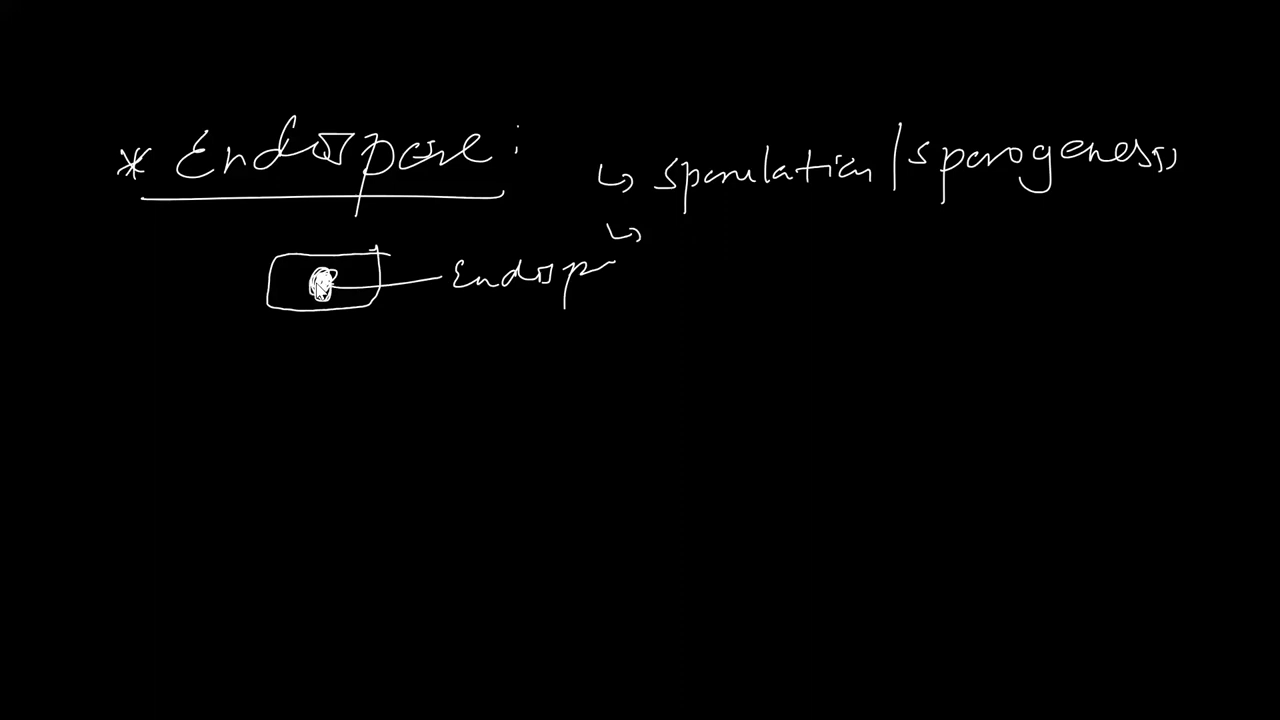 * Endospore:
↳ sporulation / sporogenesis
↳
Endosp